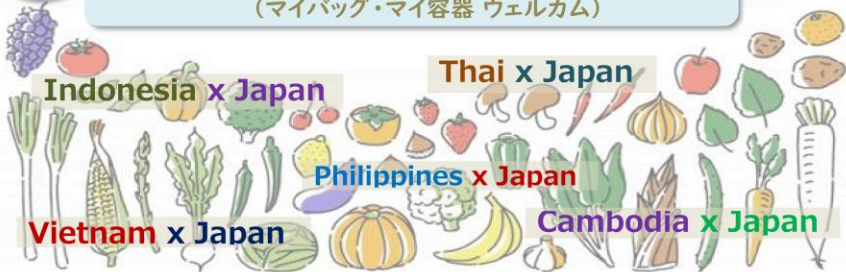 (マイバッグ・マイ容器 ウェルカム)
Thai x Japan
Indonesia x Japan
Philippines x Japan
Cambodia x Japan
Vietnam x Japan